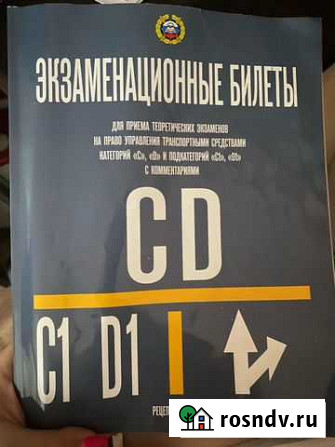 ЭКЗАМЕНАЦИОННЫЕ БИЛЕТЫ
ДЛЯ ПРИЕМА ТЕОРЕТИЧЕСКИХ ЭКЗАМЕНОВ
НА ПРАВО УПРАВЛЕНИЯ ТРАНСПОРТНЫМИ СРЕДСТВАМИ
КАТЕГОРИЙ «C», «D» И ПОДКАТЕГОРИЙ «C1», «D1»
С КОММЕНТАРИЯМИ
CD
C1 D1
rosndv.ru